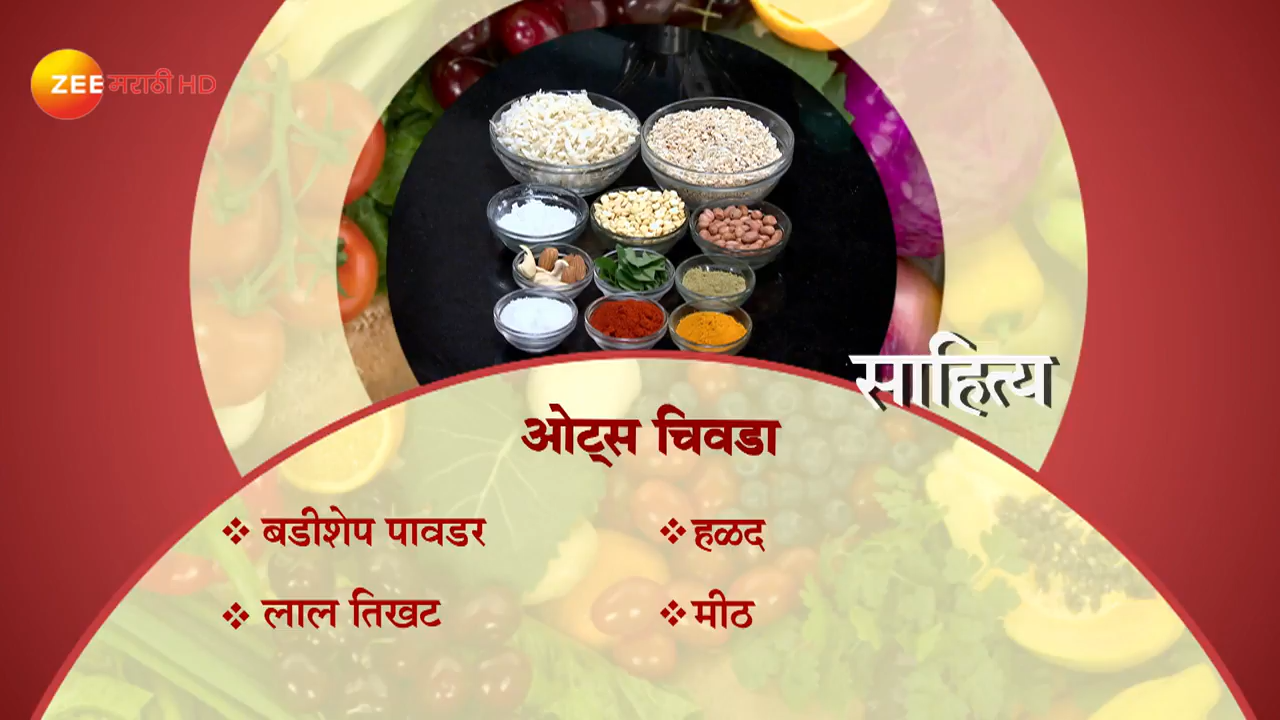 ZEE मराठी HD
साहित्य
ओट्स चिवडा
❖ बडीशेप पावडर
❖ हळद
❖ लाल तिखट
❖ मीठ